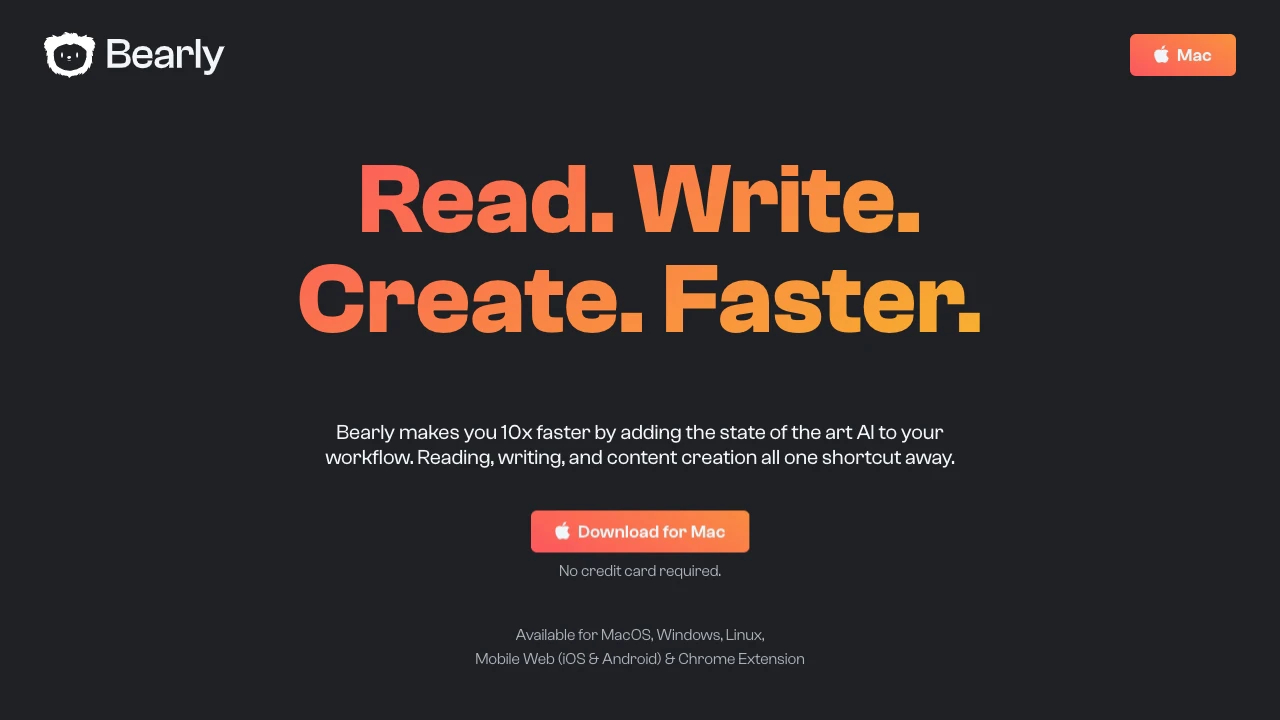 Bearly
Mac
Read. Write.
Create. Faster.
Bearly makes you 10x faster by adding the state of the art AI to your
workflow. Reading, writing, and content creation all one shortcut away.
Download for Mac
No credit card required.
Available for MacOS, Windows, Linux,
Mobile Web (iOS & Android) & Chrome Extension